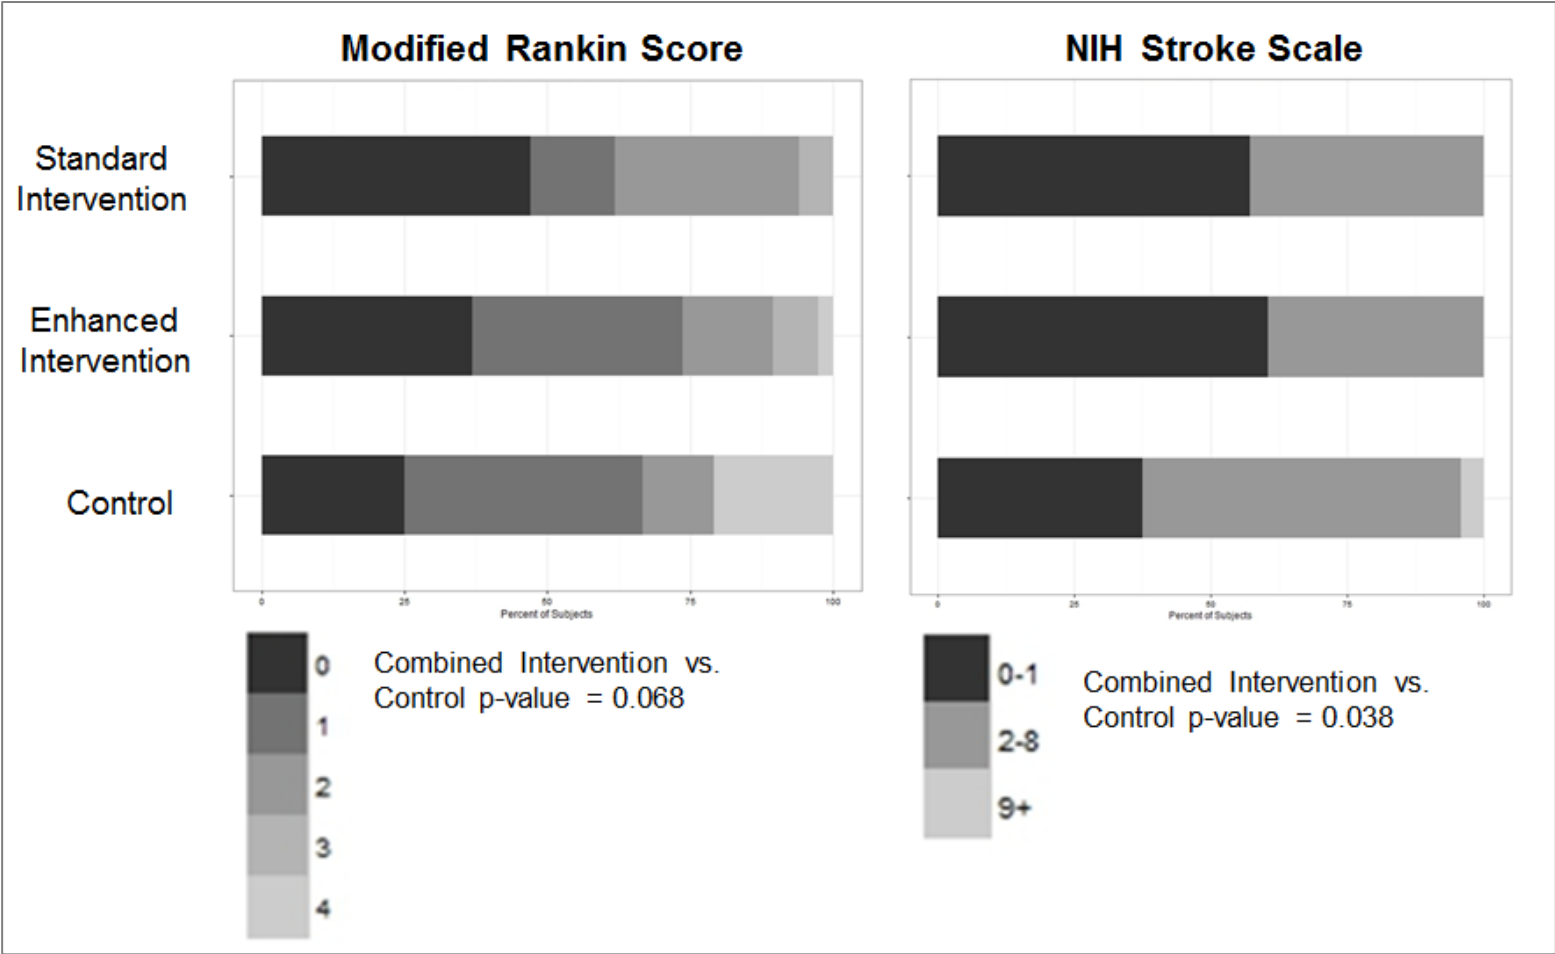 Modified Rankin Score
NIH Stroke Scale
Standard
Intervention
Enhanced
Intervention
Control
0 25 50 75 100
Percent of Subjects
0 25 50 75 100
Percent of Subjects
0
1
2
3
4
Combined Intervention vs.
Control p-value = 0.068
0-1
2-8
9+
Combined Intervention vs.
Control p-value = 0.038